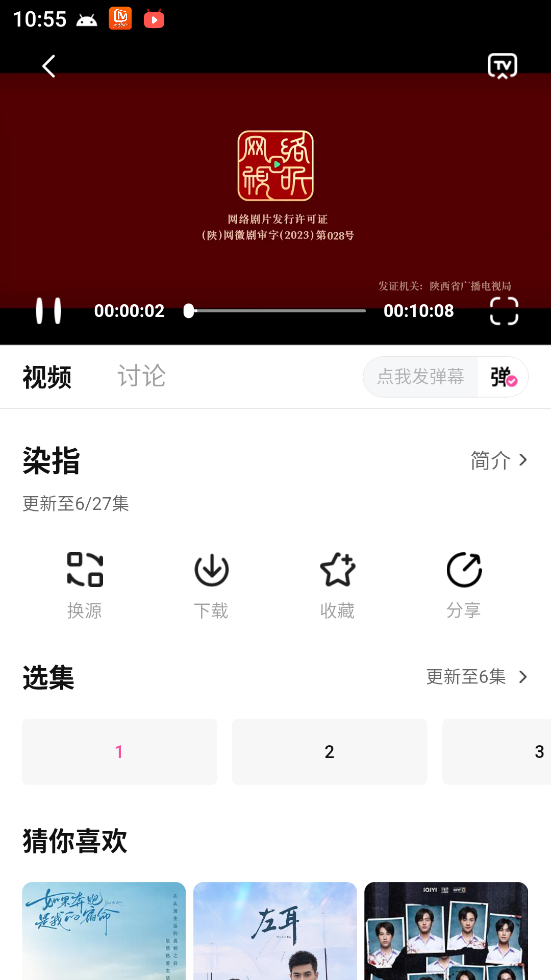 10:55
TV
网络视听
网络剧片发行许可证
(陕)网微剧审字(2023)第028号
发证机关：陕西省广播电视局
00:00:02
00:10:08
视频
讨论
点我发弹幕
弹
染指
简介
更新至6/27集
换源
下载
收藏
分享
选集
更新至6集
1
2
3
猜你喜欢
如果奔跑
是我的宿命
左耳
iQIYI